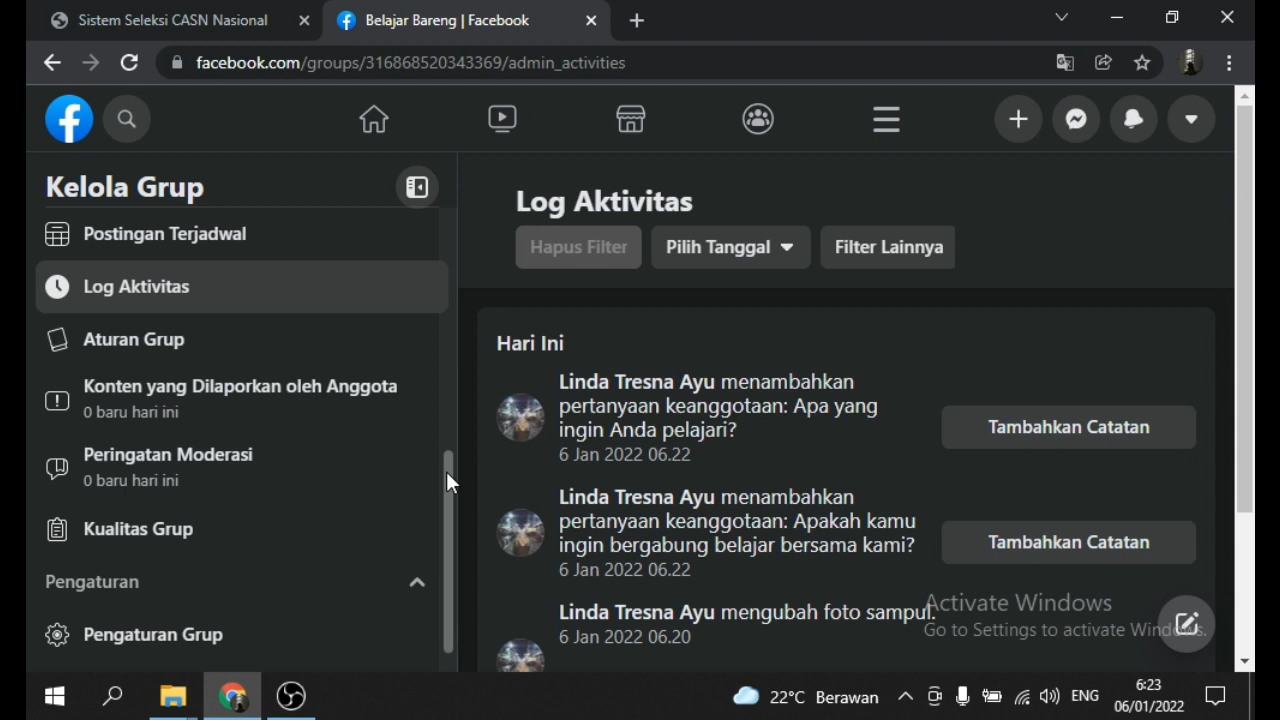 Sistem Seleksi CASN Nasional
Belajar Bareng | Facebook
facebook.com/groups/316868520343369/admin_activities
Kelola Grup
Postingan Terjadwal
Log Aktivitas
Aturan Grup
Konten yang Dilaporkan oleh Anggota
0 baru hari ini
Peringatan Moderasi
0 baru hari ini
Kualitas Grup
Pengaturan
Pengaturan Grup
Log Aktivitas
Hapus Filter
Pilih Tanggal
Filter Lainnya
Hari Ini
Linda Tresna Ayu menambahkan
pertanyaan keanggotaan: Apa yang
ingin Anda pelajari?
6 Jan 2022 06.22
Tambahkan Catatan
Linda Tresna Ayu menambahkan
pertanyaan keanggotaan: Apakah kamu
ingin bergabung belajar bersama kami?
6 Jan 2022 06.22
Tambahkan Catatan
Linda Tresna Ayu mengubah foto sampul.
6 Jan 2022 06.20
Activate Windows
Go to Settings to activate Windows.
22°C Berawan
ENG
6:23
06/01/2022